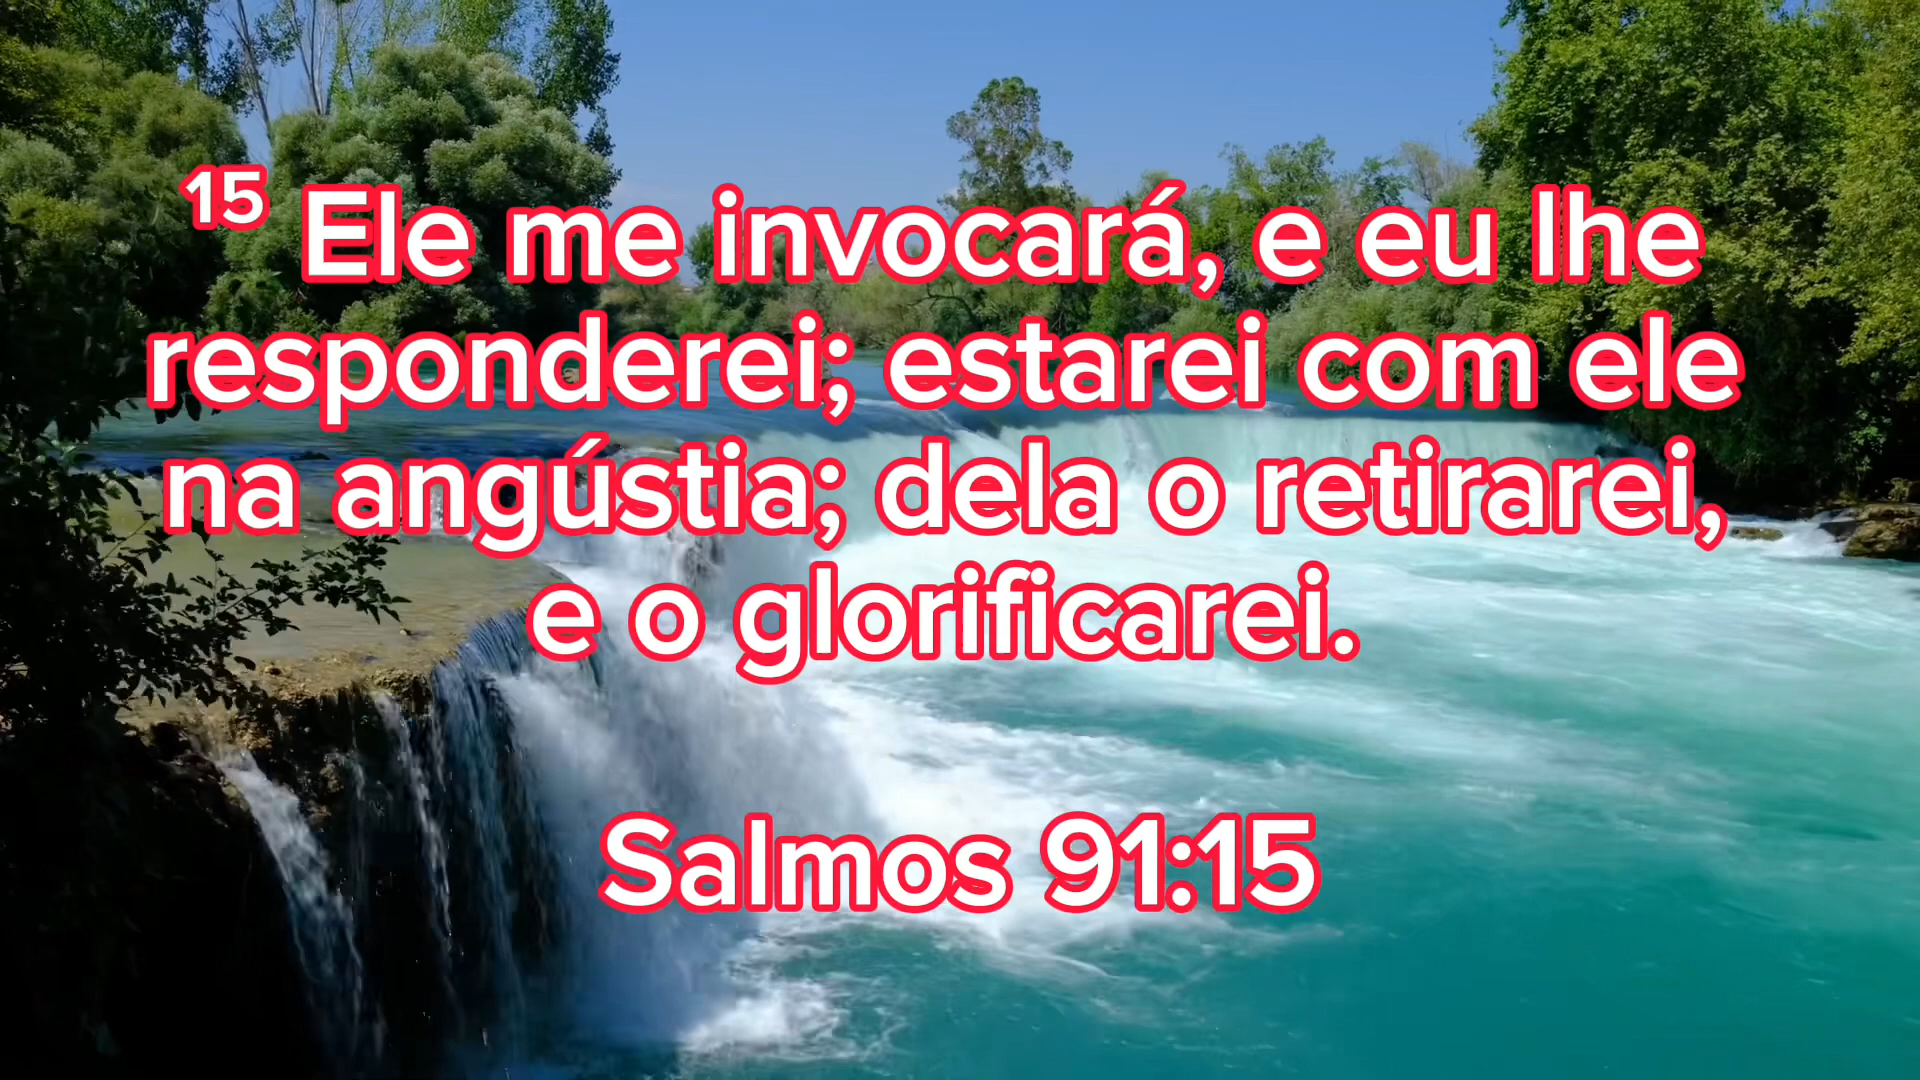 ¹⁵ Ele me invocará, e eu lhe
responderei; estarei com ele
na angústia; dela o retirarei,
e o glorificarei.
Salmos 91:15